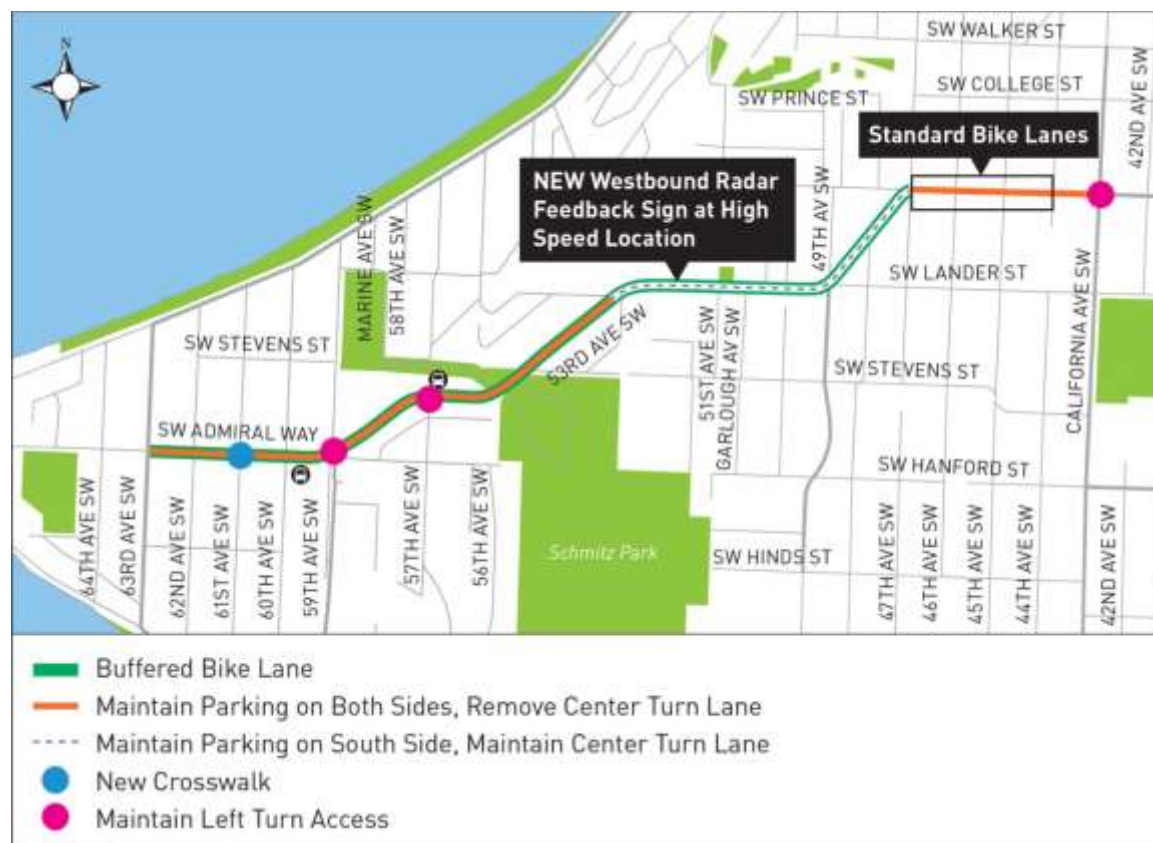 N
SW WALKER ST
SW COLLEGE ST
SW PRINCE ST
42ND AVE SW
Standard Bike Lanes
NEW Westbound Radar
Feedback Sign at High
Speed Location
49TH AV SW
MARINE AVE SW
58TH AVE SW
SW LANDER ST
SW STEVENS ST
53RD AVE SW
51ST AVE SW
GARLOUGH AV SW
SW STEVENS ST
CALIFORNIA AVE SW
SW ADMIRAL WAY
SW HANFORD ST
64TH AVE SW
63RD AVE SW
62ND AVE SW
61ST AVE SW
60TH AVE SW
59TH AVE SW
57TH AVE SW
56TH AVE SW
Schmitz Park
SW HINDS ST
47TH AVE SW
46TH AVE SW
45TH AVE SW
44TH AVE SW
42ND AVE SW
Buffered Bike Lane
Maintain Parking on Both Sides, Remove Center Turn Lane
Maintain Parking on South Side, Maintain Center Turn Lane
New Crosswalk
Maintain Left Turn Access